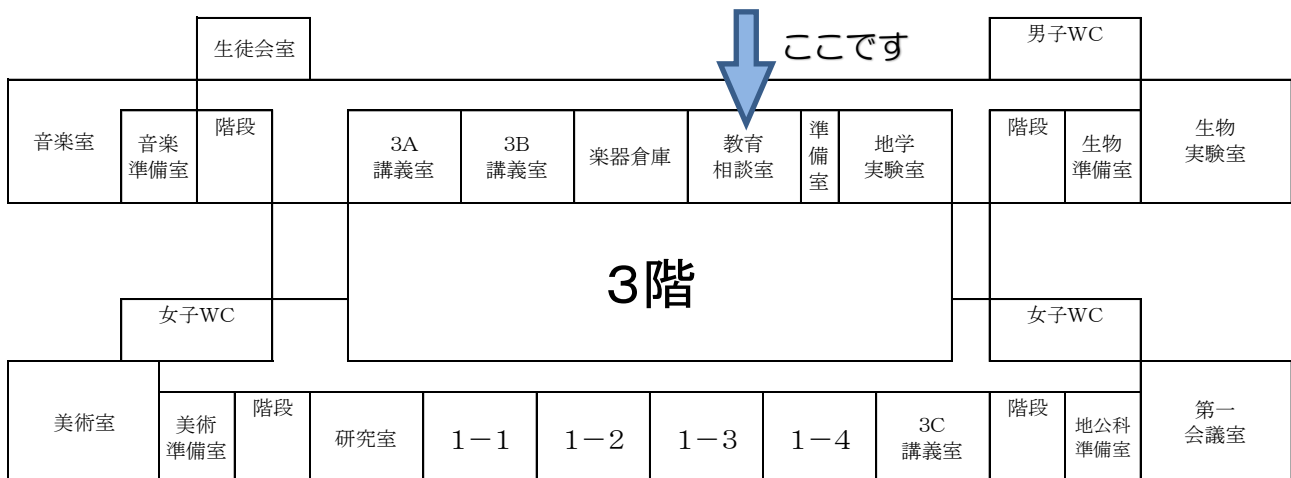 生徒会室
ここです
男子WC
音楽室
音楽
準備室
階段
3A
講義室
3B
講義室
楽器倉庫
教育
相談室
準
備
室
地学
実験室
階段
生物
準備室
生物
実験室
3階
女子WC
女子WC
美術室
美術
準備室
階段
研究室
1－1
1－2
1－3
1－4
3C
講義室
階段
地公科
準備室
第一
会議室